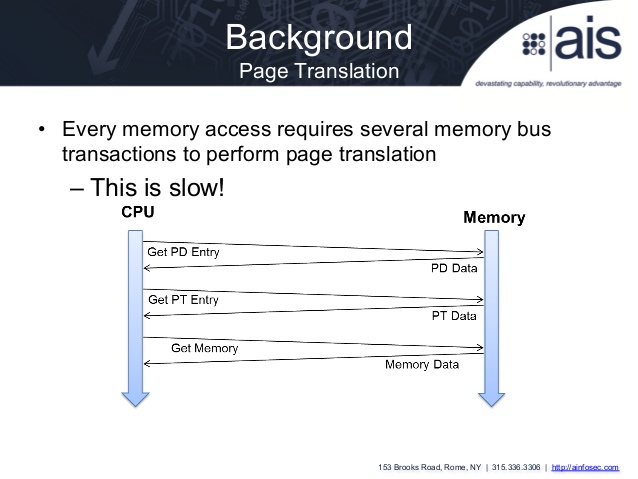 Background
Page Translation
ais
devastating capability, revolutionary advantage
• Every memory access requires several memory bus
transactions to perform page translation
– This is slow!
CPU
Memory
Get PD Entry
PD Data
Get PT Entry
PT Data
Get Memory
Memory Data
153 Brooks Road, Rome, NY | 315.336.3306 | http://ainfosec.com